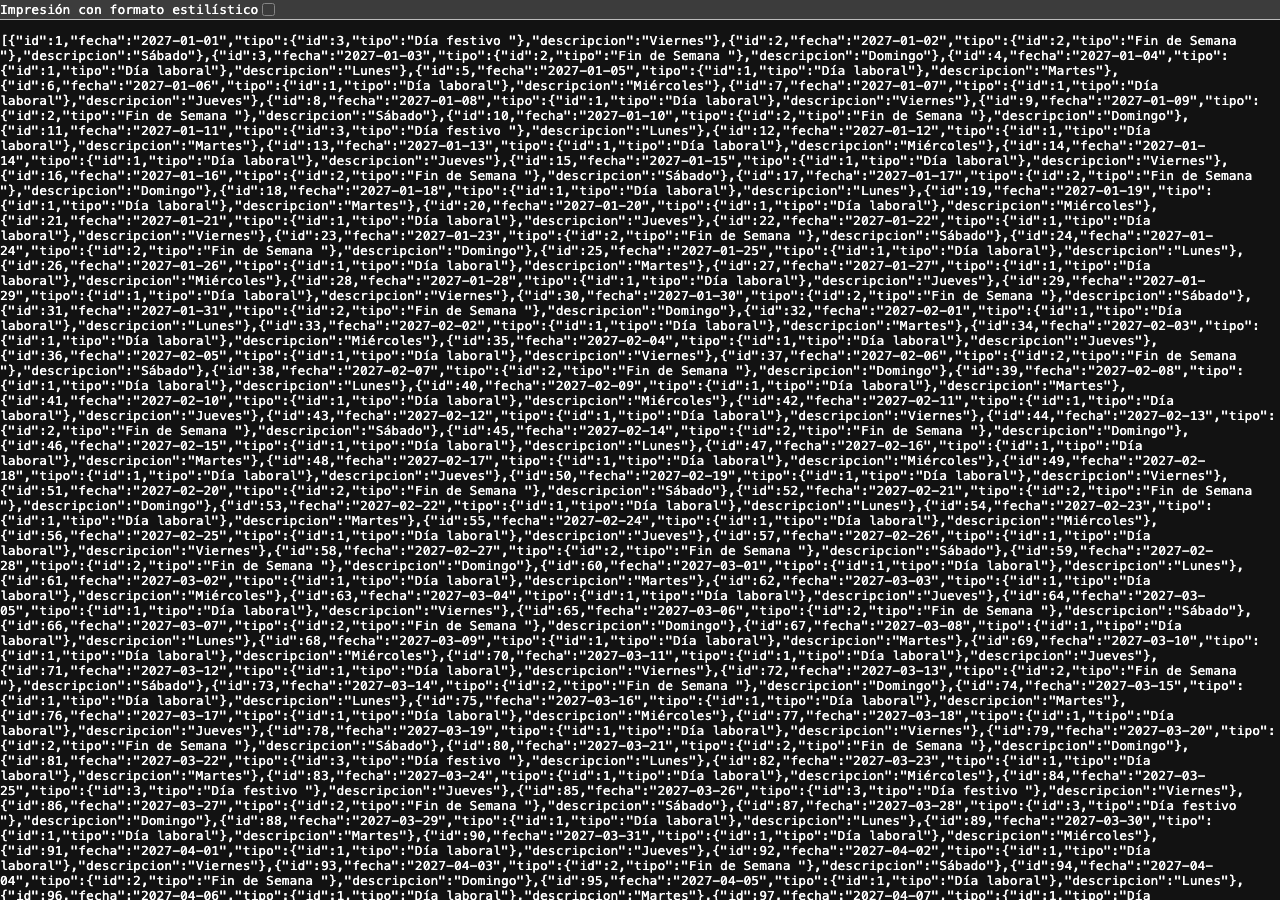 Impresión con formato estilístico
[{"id":1,"fecha":"2027-01-01","tipo":{"id":3,"tipo":"Día festivo "},"descripcion":"Viernes"},{"id":2,"fecha":"2027-01-02","tipo":{"id":2,"tipo":"Fin de Semana
"},"descripcion":"Sábado"},{"id":3,"fecha":"2027-01-03","tipo":{"id":2,"tipo":"Fin de Semana "},"descripcion":"Domingo"},{"id":4,"fecha":"2027-01-04","tipo":
{"id":1,"tipo":"Día laboral"},"descripcion":"Lunes"},{"id":5,"fecha":"2027-01-05","tipo":{"id":1,"tipo":"Día laboral"},"descripcion":"Martes"},
{"id":6,"fecha":"2027-01-06","tipo":{"id":1,"tipo":"Día laboral"},"descripcion":"Miércoles"},{"id":7,"fecha":"2027-01-07","tipo":{"id":1,"tipo":"Día
laboral"},"descripcion":"Jueves"},{"id":8,"fecha":"2027-01-08","tipo":{"id":1,"tipo":"Día laboral"},"descripcion":"Viernes"},{"id":9,"fecha":"2027-01-09","tipo":
{"id":2,"tipo":"Fin de Semana "},"descripcion":"Sábado"},{"id":10,"fecha":"2027-01-10","tipo":{"id":2,"tipo":"Fin de Semana "},"descripcion":"Domingo"},
{"id":11,"fecha":"2027-01-11","tipo":{"id":3,"tipo":"Día festivo "},"descripcion":"Lunes"},{"id":12,"fecha":"2027-01-12","tipo":{"id":1,"tipo":"Día
laboral"},"descripcion":"Martes"},{"id":13,"fecha":"2027-01-13","tipo":{"id":1,"tipo":"Día laboral"},"descripcion":"Miércoles"},{"id":14,"fecha":"2027-01-
14","tipo":{"id":1,"tipo":"Día laboral"},"descripcion":"Jueves"},{"id":15,"fecha":"2027-01-15","tipo":{"id":1,"tipo":"Día laboral"},"descripcion":"Viernes"},
{"id":16,"fecha":"2027-01-16","tipo":{"id":2,"tipo":"Fin de Semana "},"descripcion":"Sábado"},{"id":17,"fecha":"2027-01-17","tipo":{"id":2,"tipo":"Fin de Semana
"},"descripcion":"Domingo"},{"id":18,"fecha":"2027-01-18","tipo":{"id":1,"tipo":"Día laboral"},"descripcion":"Lunes"},{"id":19,"fecha":"2027-01-19","tipo":
{"id":1,"tipo":"Día laboral"},"descripcion":"Martes"},{"id":20,"fecha":"2027-01-20","tipo":{"id":1,"tipo":"Día laboral"},"descripcion":"Miércoles"},
{"id":21,"fecha":"2027-01-21","tipo":{"id":1,"tipo":"Día laboral"},"descripcion":"Jueves"},{"id":22,"fecha":"2027-01-22","tipo":{"id":1,"tipo":"Día
laboral"},"descripcion":"Viernes"},{"id":23,"fecha":"2027-01-23","tipo":{"id":2,"tipo":"Fin de Semana "},"descripcion":"Sábado"},{"id":24,"fecha":"2027-01-
24","tipo":{"id":2,"tipo":"Fin de Semana "},"descripcion":"Domingo"},{"id":25,"fecha":"2027-01-25","tipo":{"id":1,"tipo":"Día laboral"},"descripcion":"Lunes"},
{"id":26,"fecha":"2027-01-26","tipo":{"id":1,"tipo":"Día laboral"},"descripcion":"Martes"},{"id":27,"fecha":"2027-01-27","tipo":{"id":1,"tipo":"Día
laboral"},"descripcion":"Miércoles"},{"id":28,"fecha":"2027-01-28","tipo":{"id":1,"tipo":"Día laboral"},"descripcion":"Jueves"},{"id":29,"fecha":"2027-01-
29","tipo":{"id":1,"tipo":"Día laboral"},"descripcion":"Viernes"},{"id":30,"fecha":"2027-01-30","tipo":{"id":2,"tipo":"Fin de Semana "},"descripcion":"Sábado"},
{"id":31,"fecha":"2027-01-31","tipo":{"id":2,"tipo":"Fin de Semana "},"descripcion":"Domingo"},{"id":32,"fecha":"2027-02-01","tipo":{"id":1,"tipo":"Día
laboral"},"descripcion":"Lunes"},{"id":33,"fecha":"2027-02-02","tipo":{"id":1,"tipo":"Día laboral"},"descripcion":"Martes"},{"id":34,"fecha":"2027-02-03","tipo":
{"id":1,"tipo":"Día laboral"},"descripcion":"Miércoles"},{"id":35,"fecha":"2027-02-04","tipo":{"id":1,"tipo":"Día laboral"},"descripcion":"Jueves"},
{"id":36,"fecha":"2027-02-05","tipo":{"id":1,"tipo":"Día laboral"},"descripcion":"Viernes"},{"id":37,"fecha":"2027-02-06","tipo":{"id":2,"tipo":"Fin de Semana
"},"descripcion":"Sábado"},{"id":38,"fecha":"2027-02-07","tipo":{"id":2,"tipo":"Fin de Semana "},"descripcion":"Domingo"},{"id":39,"fecha":"2027-02-08","tipo":
{"id":1,"tipo":"Día laboral"},"descripcion":"Lunes"},{"id":40,"fecha":"2027-02-09","tipo":{"id":1,"tipo":"Día laboral"},"descripcion":"Martes"},
{"id":41,"fecha":"2027-02-10","tipo":{"id":1,"tipo":"Día laboral"},"descripcion":"Miércoles"},{"id":42,"fecha":"2027-02-11","tipo":{"id":1,"tipo":"Día
laboral"},"descripcion":"Jueves"},{"id":43,"fecha":"2027-02-12","tipo":{"id":1,"tipo":"Día laboral"},"descripcion":"Viernes"},{"id":44,"fecha":"2027-02-13","tipo":
{"id":2,"tipo":"Fin de Semana "},"descripcion":"Sábado"},{"id":45,"fecha":"2027-02-14","tipo":{"id":2,"tipo":"Fin de Semana "},"descripcion":"Domingo"},
{"id":46,"fecha":"2027-02-15","tipo":{"id":1,"tipo":"Día laboral"},"descripcion":"Lunes"},{"id":47,"fecha":"2027-02-16","tipo":{"id":1,"tipo":"Día
laboral"},"descripcion":"Martes"},{"id":48,"fecha":"2027-02-17","tipo":{"id":1,"tipo":"Día laboral"},"descripcion":"Miércoles"},{"id":49,"fecha":"2027-02-
18","tipo":{"id":1,"tipo":"Día laboral"},"descripcion":"Jueves"},{"id":50,"fecha":"2027-02-19","tipo":{"id":1,"tipo":"Día laboral"},"descripcion":"Viernes"},
{"id":51,"fecha":"2027-02-20","tipo":{"id":2,"tipo":"Fin de Semana "},"descripcion":"Sábado"},{"id":52,"fecha":"2027-02-21","tipo":{"id":2,"tipo":"Fin de Semana
"},"descripcion":"Domingo"},{"id":53,"fecha":"2027-02-22","tipo":{"id":1,"tipo":"Día laboral"},"descripcion":"Lunes"},{"id":54,"fecha":"2027-02-23","tipo":
{"id":1,"tipo":"Día laboral"},"descripcion":"Martes"},{"id":55,"fecha":"2027-02-24","tipo":{"id":1,"tipo":"Día laboral"},"descripcion":"Miércoles"},
{"id":56,"fecha":"2027-02-25","tipo":{"id":1,"tipo":"Día laboral"},"descripcion":"Jueves"},{"id":57,"fecha":"2027-02-26","tipo":{"id":1,"tipo":"Día
laboral"},"descripcion":"Viernes"},{"id":58,"fecha":"2027-02-27","tipo":{"id":2,"tipo":"Fin de Semana "},"descripcion":"Sábado"},{"id":59,"fecha":"2027-02-
28","tipo":{"id":2,"tipo":"Fin de Semana "},"descripcion":"Domingo"},{"id":60,"fecha":"2027-03-01","tipo":{"id":1,"tipo":"Día laboral"},"descripcion":"Lunes"},
{"id":61,"fecha":"2027-03-02","tipo":{"id":1,"tipo":"Día laboral"},"descripcion":"Martes"},{"id":62,"fecha":"2027-03-03","tipo":{"id":1,"tipo":"Día
laboral"},"descripcion":"Miércoles"},{"id":63,"fecha":"2027-03-04","tipo":{"id":1,"tipo":"Día laboral"},"descripcion":"Jueves"},{"id":64,"fecha":"2027-03-
05","tipo":{"id":1,"tipo":"Día laboral"},"descripcion":"Viernes"},{"id":65,"fecha":"2027-03-06","tipo":{"id":2,"tipo":"Fin de Semana "},"descripcion":"Sábado"},
{"id":66,"fecha":"2027-03-07","tipo":{"id":2,"tipo":"Fin de Semana "},"descripcion":"Domingo"},{"id":67,"fecha":"2027-03-08","tipo":{"id":1,"tipo":"Día
laboral"},"descripcion":"Lunes"},{"id":68,"fecha":"2027-03-09","tipo":{"id":1,"tipo":"Día laboral"},"descripcion":"Martes"},{"id":69,"fecha":"2027-03-10","tipo":
{"id":1,"tipo":"Día laboral"},"descripcion":"Miércoles"},{"id":70,"fecha":"2027-03-11","tipo":{"id":1,"tipo":"Día laboral"},"descripcion":"Jueves"},
{"id":71,"fecha":"2027-03-12","tipo":{"id":1,"tipo":"Día laboral"},"descripcion":"Viernes"},{"id":72,"fecha":"2027-03-13","tipo":{"id":2,"tipo":"Fin de Semana
"},"descripcion":"Sábado"},{"id":73,"fecha":"2027-03-14","tipo":{"id":2,"tipo":"Fin de Semana "},"descripcion":"Domingo"},{"id":74,"fecha":"2027-03-15","tipo":
{"id":1,"tipo":"Día laboral"},"descripcion":"Lunes"},{"id":75,"fecha":"2027-03-16","tipo":{"id":1,"tipo":"Día laboral"},"descripcion":"Martes"},
{"id":76,"fecha":"2027-03-17","tipo":{"id":1,"tipo":"Día laboral"},"descripcion":"Miércoles"},{"id":77,"fecha":"2027-03-18","tipo":{"id":1,"tipo":"Día
laboral"},"descripcion":"Jueves"},{"id":78,"fecha":"2027-03-19","tipo":{"id":1,"tipo":"Día laboral"},"descripcion":"Viernes"},{"id":79,"fecha":"2027-03-20","tipo":
{"id":2,"tipo":"Fin de Semana "},"descripcion":"Sábado"},{"id":80,"fecha":"2027-03-21","tipo":{"id":2,"tipo":"Fin de Semana "},"descripcion":"Domingo"},
{"id":81,"fecha":"2027-03-22","tipo":{"id":3,"tipo":"Día festivo "},"descripcion":"Lunes"},{"id":82,"fecha":"2027-03-23","tipo":{"id":1,"tipo":"Día
laboral"},"descripcion":"Martes"},{"id":83,"fecha":"2027-03-24","tipo":{"id":1,"tipo":"Día laboral"},"descripcion":"Miércoles"},{"id":84,"fecha":"2027-03-
25","tipo":{"id":3,"tipo":"Día festivo "},"descripcion":"Jueves"},{"id":85,"fecha":"2027-03-26","tipo":{"id":3,"tipo":"Día festivo "},"descripcion":"Viernes"},
{"id":86,"fecha":"2027-03-27","tipo":{"id":2,"tipo":"Fin de Semana "},"descripcion":"Sábado"},{"id":87,"fecha":"2027-03-28","tipo":{"id":3,"tipo":"Día festivo
"},"descripcion":"Domingo"},{"id":88,"fecha":"2027-03-29","tipo":{"id":1,"tipo":"Día laboral"},"descripcion":"Lunes"},{"id":89,"fecha":"2027-03-30","tipo":
{"id":1,"tipo":"Día laboral"},"descripcion":"Martes"},{"id":90,"fecha":"2027-03-31","tipo":{"id":1,"tipo":"Día laboral"},"descripcion":"Miércoles"},
{"id":91,"fecha":"2027-04-01","tipo":{"id":1,"tipo":"Día laboral"},"descripcion":"Jueves"},{"id":92,"fecha":"2027-04-02","tipo":{"id":1,"tipo":"Día
laboral"},"descripcion":"Viernes"},{"id":93,"fecha":"2027-04-03","tipo":{"id":2,"tipo":"Fin de Semana "},"descripcion":"Sábado"},{"id":94,"fecha":"2027-04-
04","tipo":{"id":2,"tipo":"Fin de Semana "},"descripcion":"Domingo"},{"id":95,"fecha":"2027-04-05","tipo":{"id":1,"tipo":"Día laboral"},"descripcion":"Lunes"},
{"id":96,"fecha":"2027-04-06","tipo":{"id":1,"tipo":"Día laboral"},"descripcion":"Martes"},{"id":97,"fecha":"2027-04-07","tipo":{"id":1,"tipo":"Día